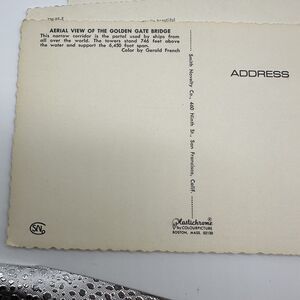 AERIAL VIEW OF THE GOLDEN GATE BRIDGE
This narrow corridor is the portal used by ships from
all over the world. The towers stand 746 feet above
the water and support the 6,450 foot span.
Color by Gerald French
Smith Novelty Co., 460 Ninth St., San Francisco, Calif.
ADDRESS
SN
Plastichrome
by COLOURPICTURE
BOSTON, MASS. 02130